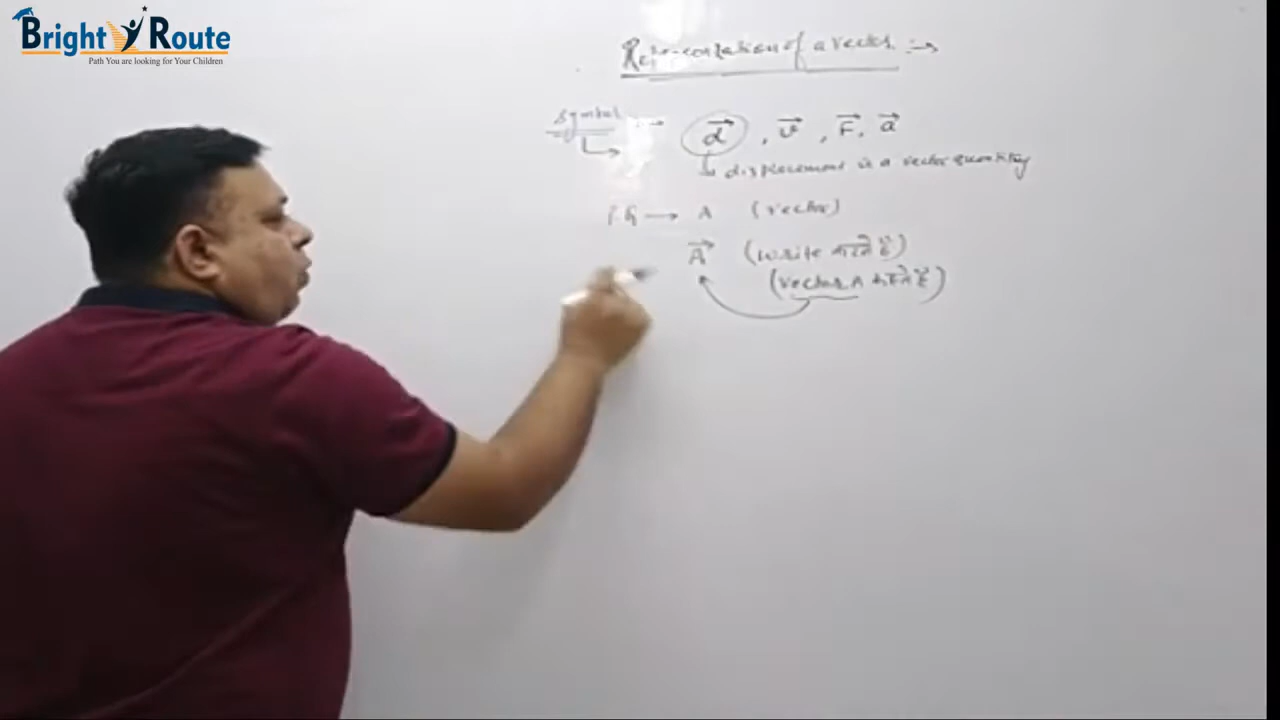 Bright Route
Path You are looking for Your Children
Representation of a vector :→
Symbol
d⃗ , v⃗ , F⃗ , a⃗
displacement is a vector quantity
→ A (vector)
A⃗ (write करते हैं)
(vector A कहते हैं)